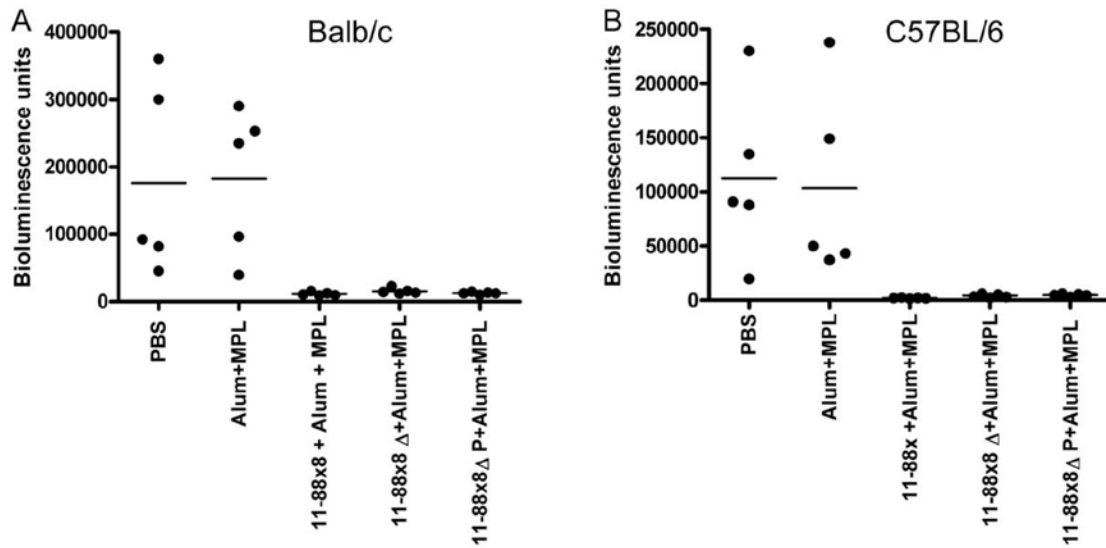 A
Balb/c
Bioluminescence units
400000
300000
200000
100000
0
PBS
Alum+MPL
11-88x8 + Alum + MPL
11-88x8 Δ+Alum+MPL
11-88x8Δ P+Alum+MPL
B
C57BL/6
Bioluminescence units
250000
200000
150000
100000
50000
0
PBS
Alum+MPL
11-88x +Alum+MPL
11-88x8 Δ+Alum+MPL
11-88x8Δ P+Alum+MPL